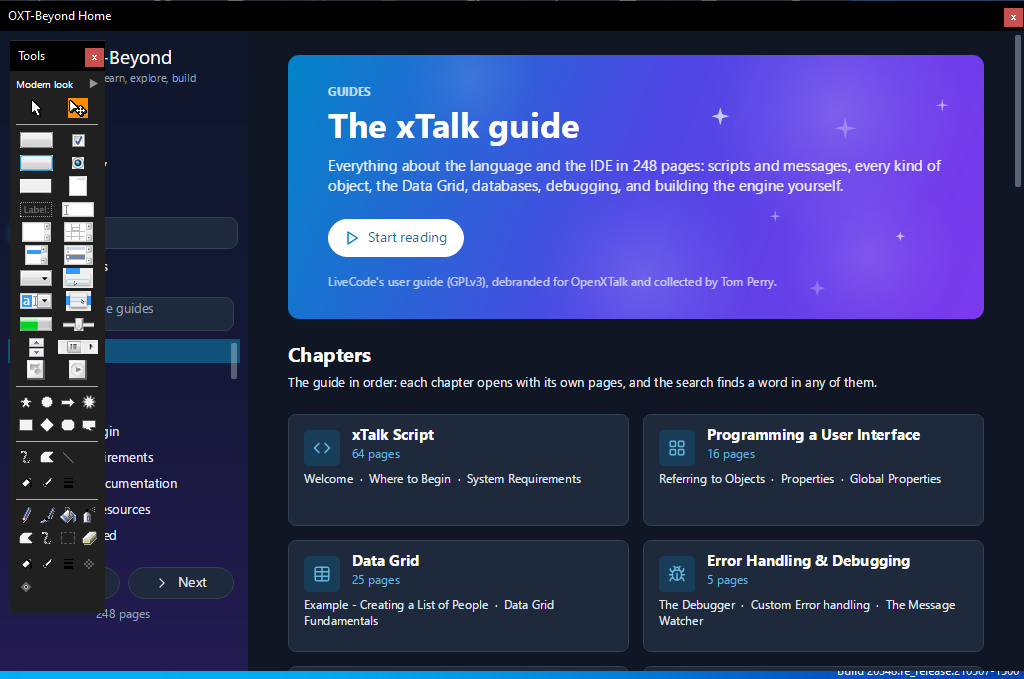 OXT-Beyond Home
Tools
Modern look
Label:
-Beyond
earn, explore, build
e guides
gin
irements
cumentation
esources
ed
Next
248 pages
GUIDES
The xTalk guide
Everything about the language and the IDE in 248 pages: scripts and messages, every kind of
object, the Data Grid, databases, debugging, and building the engine yourself.
Start reading
LiveCode's user guide (GPLv3), debranded for OpenXTalk and collected by Tom Perry.
Chapters
The guide in order: each chapter opens with its own pages, and the search finds a word in any of them.
xTalk Script
64 pages
Welcome · Where to Begin · System Requirements
Programming a User Interface
16 pages
Referring to Objects · Properties · Global Properties
Data Grid
25 pages
Example - Creating a List of People · Data Grid
Fundamentals
Error Handling & Debugging
5 pages
The Debugger · Custom Error handling · The Message
Watcher